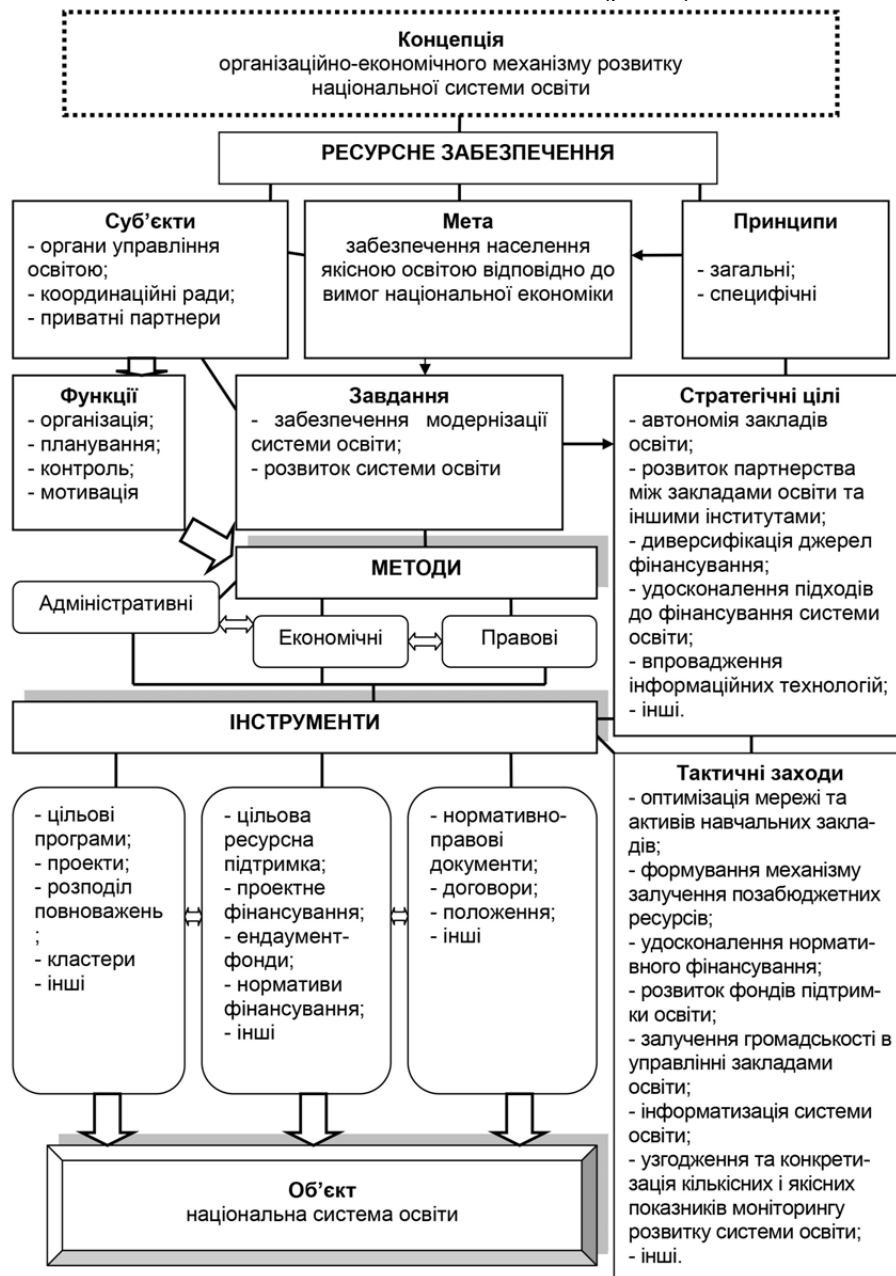 Концепція
організаційно-економічного механізму розвитку
національної системи освіти
РЕСУРСНЕ ЗАБЕЗПЕЧЕННЯ
Суб’єкти
- органи управління
освітою;
- координаційні ради;
- приватні партнери
Мета
забезпечення населення
якісною освітою відповідно до
вимог національної економіки
Принципи
- загальні;
- специфічні
Функції
- організація;
- планування;
- контроль;
- мотивація
Завдання
- забезпечення модернізації
системи освіти;
- розвиток системи освіти
Стратегічні цілі
- автономія закладів
освіти;
- розвиток партнерства
між закладами освіти та
іншими інститутами;
- диверсифікація джерел
фінансування;
- удосконалення підходів
до фінансування системи
освіти;
- впровадження
інформаційних технологій;
- інші.
МЕТОДИ
Адміністративні
Економічні
Правові
ІНСТРУМЕНТИ
- цільові
програми;
- проекти;
- розподіл
повноважень
;
- кластери
- інші
- цільова
ресурсна
підтримка;
- проектне
фінансування;
- ендаумент-
фонди;
- нормативи
фінансування;
- інші
- нормативно-
правові
документи;
- договори;
- положення;
- інші
Тактичні заходи
- оптимізація мережі та
активів навчальних закла-
дів;
- формування механізму
залучення позабюджетних
ресурсів;
- удосконалення нормати-
вного фінансування;
- розвиток фондів підтрим-
ки освіти;
- залучення громадськості в
управлінні закладами
освіти;
- інформатизація системи
освіти;
- узгодження та конкрети-
зація кількісних і якісних
показників моніторингу
розвитку системи освіти;
- інші.
Об’єкт
національна система освіти